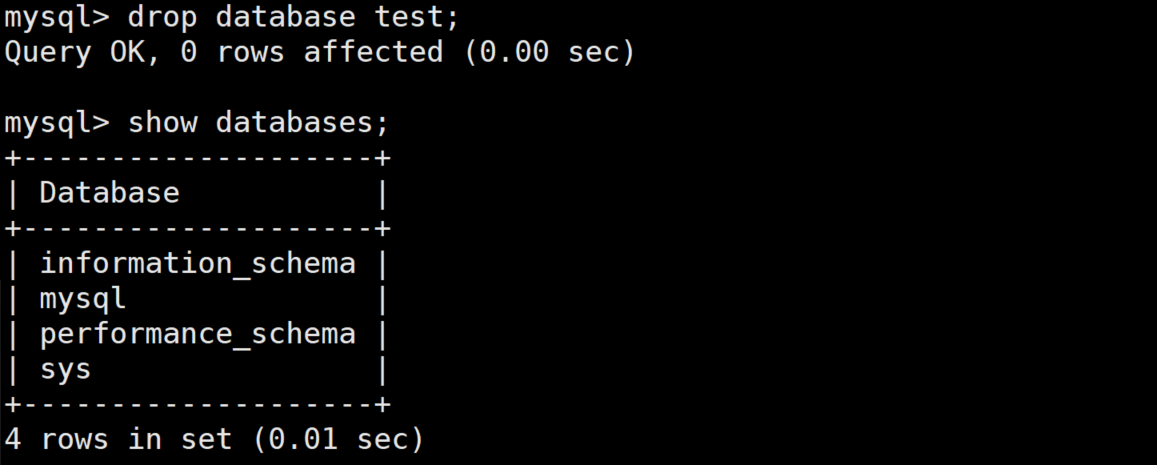 mysql> drop database test;
Query OK, 0 rows affected (0.00 sec)

mysql> show databases;
+--------------------+
| Database           |
+--------------------+
| information_schema |
| mysql              |
| performance_schema |
| sys                |
+--------------------+
4 rows in set (0.01 sec)